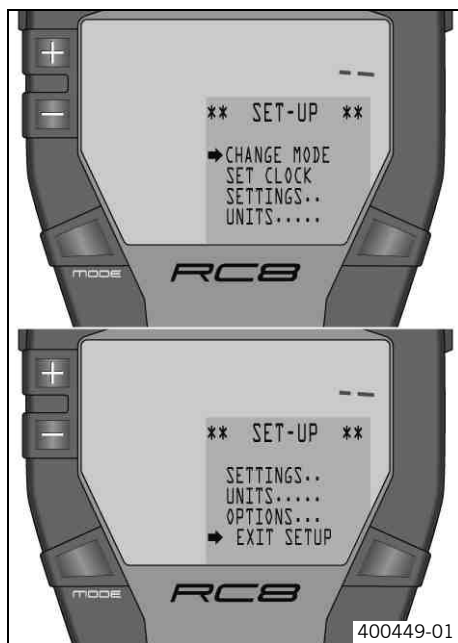 +
--
-
** SET-UP **
➡CHANGE MODE
SET CLOCK
SETTINGS..
UNITS.....
MODE
RC8
+
--
-
** SET-UP **
SETTINGS..
UNITS.....
OPTIONS...
➡ EXIT SETUP
MODE
RC8
400449-01